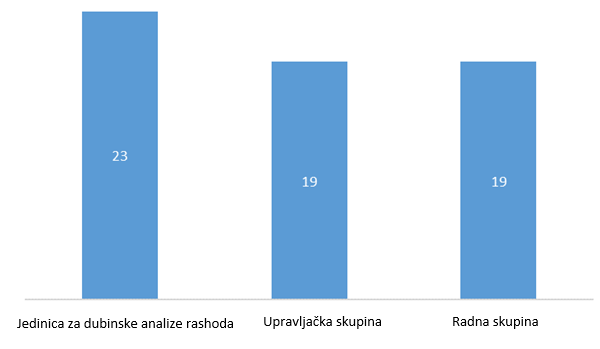 23
19
19
Jedinica za dubinske analize rashoda
Upravljačka skupina
Radna skupina